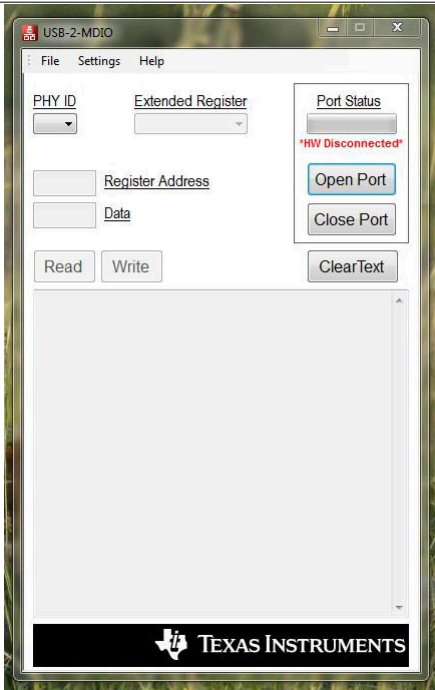 USB-2-MDIO
File Settings Help
PHY ID Extended Register Port Status
*HW Disconnected*
Register Address Open Port
Data Close Port
Read Write ClearText
TEXAS INSTRUMENTS